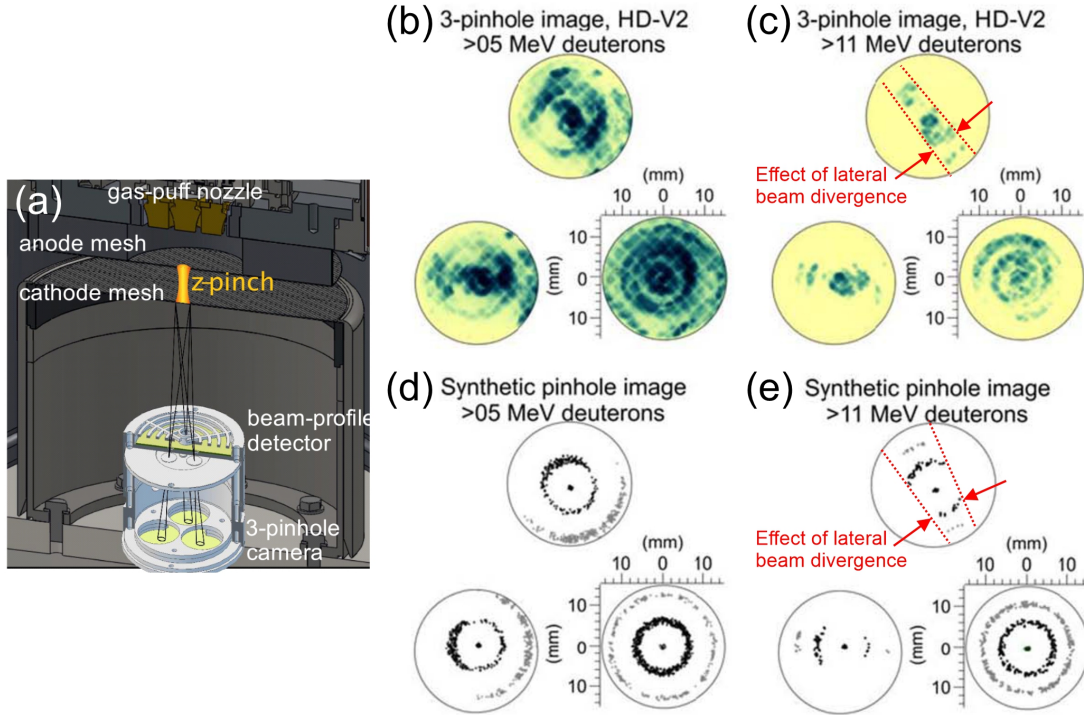 (a)
gas-puff nozzle
anode mesh
cathode mesh
z-pinch
beam-profile
detector
3-pinhole
camera
(b)
3-pinhole image, HD-V2
>05 MeV deuterons
(mm)
10 0 10
(mm)
10
0
10
(c)
3-pinhole image, HD-V2
>11 MeV deuterons
Effect of lateral
beam divergence
(mm)
10 0 10
(mm)
10
0
10
(d)
Synthetic pinhole image
>05 MeV deuterons
(mm)
10 0 10
(mm)
10
0
10
(e)
Synthetic pinhole image
>11 MeV deuterons
Effect of lateral
beam divergence
(mm)
10 0 10
(mm)
10
0
10